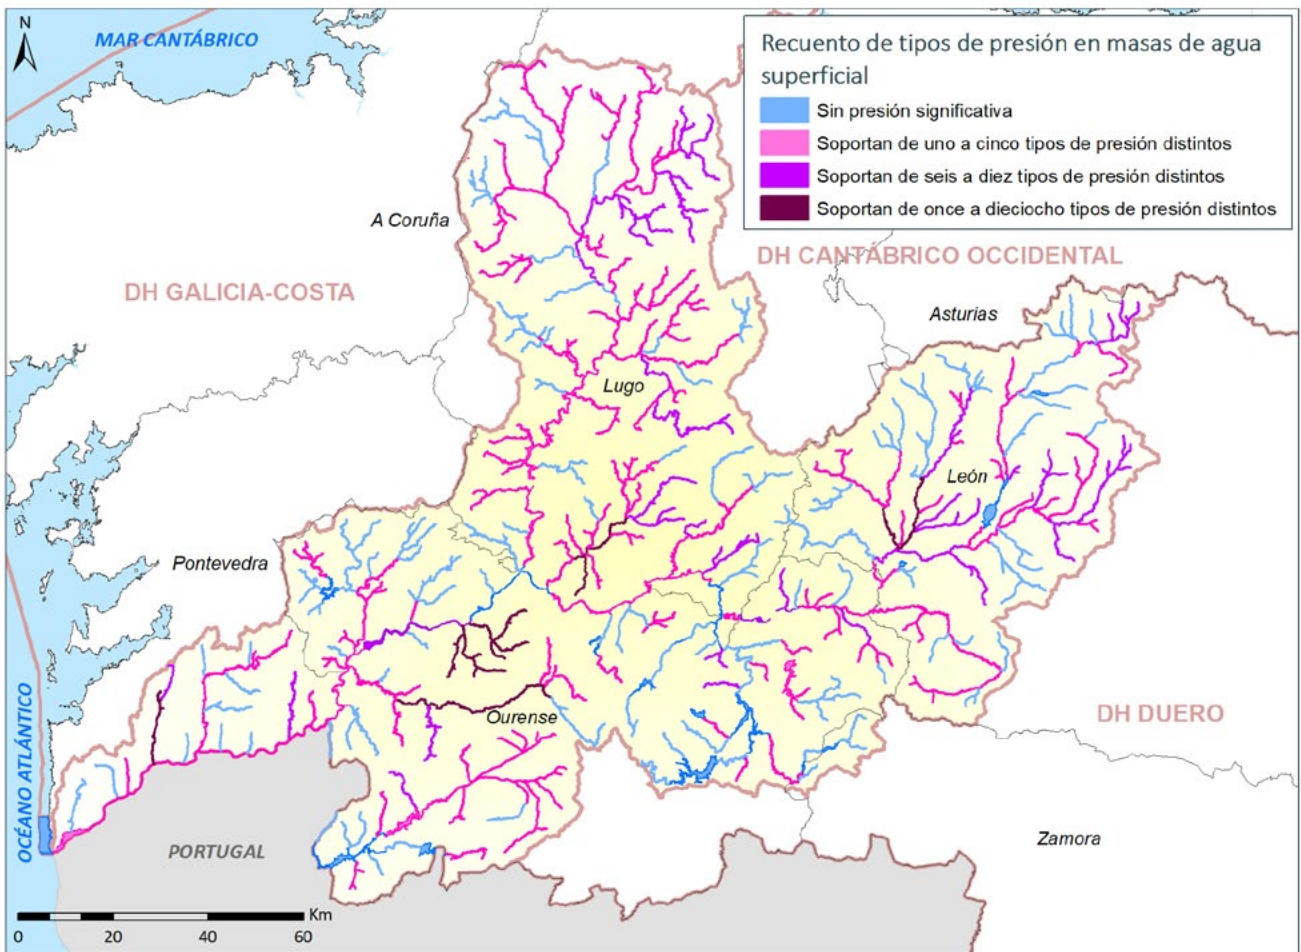 N
MAR CANTÁBRICO
Recuento de tipos de presión en masas de agua
superficial
Sin presión significativa
Soportan de uno a cinco tipos de presión distintos
Soportan de seis a diez tipos de presión distintos
Soportan de once a dieciocho tipos de presión distintos
A Coruña
DH CANTÁBRICO OCCIDENTAL
DH GALICIA-COSTA
Asturias
Lugo
León
Pontevedra
Ourense
DH DUERO
OCÉANO ATLÁNTICO
PORTUGAL
Zamora
Km
0 20 40 60